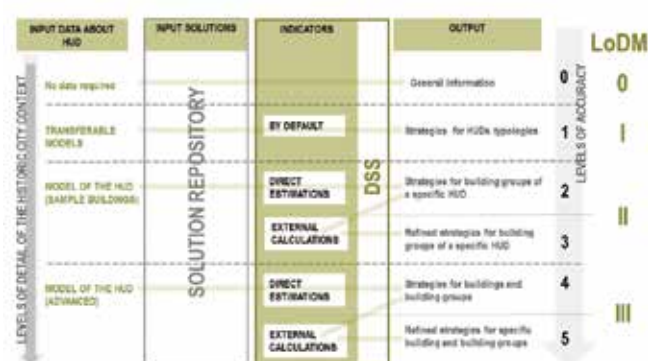 INPUT DATA ABOUT
HUD
INPUT SOLUTIONS
INDICATORS
OUTPUT
LoDM
LEVELS OF DETAIL OF THE HISTORIC CITY CONTEXT
SOLUTION REPOSITORY
DSS
LEVELS OF ACCURACY
No data required
General information
0
0
TRANSFERABLE
MODELS
BY DEFAULT
Strategies for HUDs typologies
1
I
MODEL OF THE HUD
(SAMPLE BUILDINGS)
DIRECT
ESTIMATIONS
Strategies for building groups of
a specific HUD
2
II
EXTERNAL
CALCULATIONS
Refined strategies for building
groups of a specific HUD
3
MODEL OF THE HUD
(ADVANCED)
DIRECT
ESTIMATIONS
Strategies for buildings and
building groups
4
III
EXTERNAL
CALCULATIONS
Refined strategies for specific
building and building groups
5